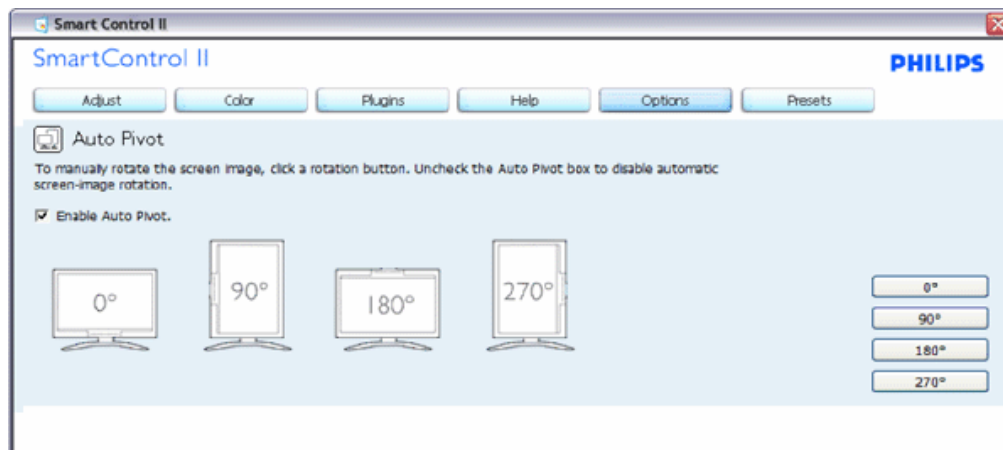 Smart Control II
SmartControl II
PHILIPS
Adjust Color Plugins Help Options Presets
Auto Pivot
To manually rotate the screen image, click a rotation button. Uncheck the Auto Pivot box to disable automatic
screen-image rotation.
Enable Auto Pivot.
0° 90° 180° 270°
0°
90°
180°
270°